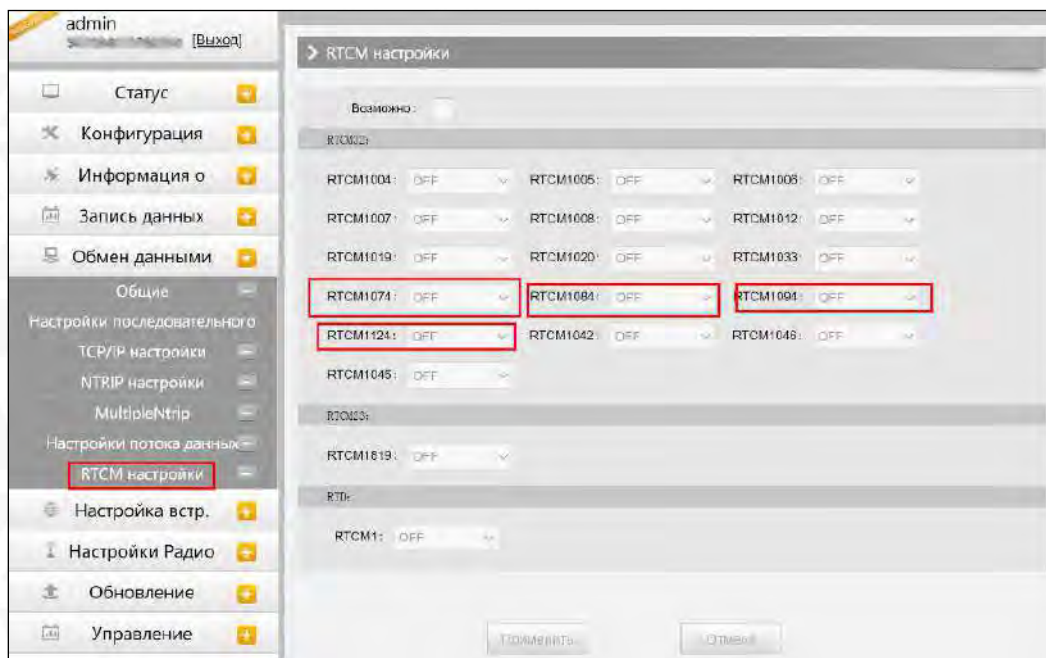 admin
[Выход]
Статус
Конфигурация
Информация о
Запись данных
Обмен данными
Общие
Настройки последовательного
TCP/IP настройки
NTRIP настройки
MultipleNtrip
Настройки потока данных
RTCM настройки
Настройка встр.
Настройки Радио
Обновление
Управление
RTCM настройки
Возможно:
RTCM32:
RTCM1004: OFF RTCM1005: OFF RTCM1006: OFF
RTCM1007: OFF RTCM1008: OFF RTCM1012: OFF
RTCM1019: OFF RTCM1020: OFF RTCM1033: OFF
RTCM1074: OFF RTCM1084: OFF RTCM1094: OFF
RTCM1124: OFF RTCM1042: OFF RTCM1046: OFF
RTCM1045: OFF
RTCM1819: OFF
RTD:
RTCM1: OFF
Применить
Отмена